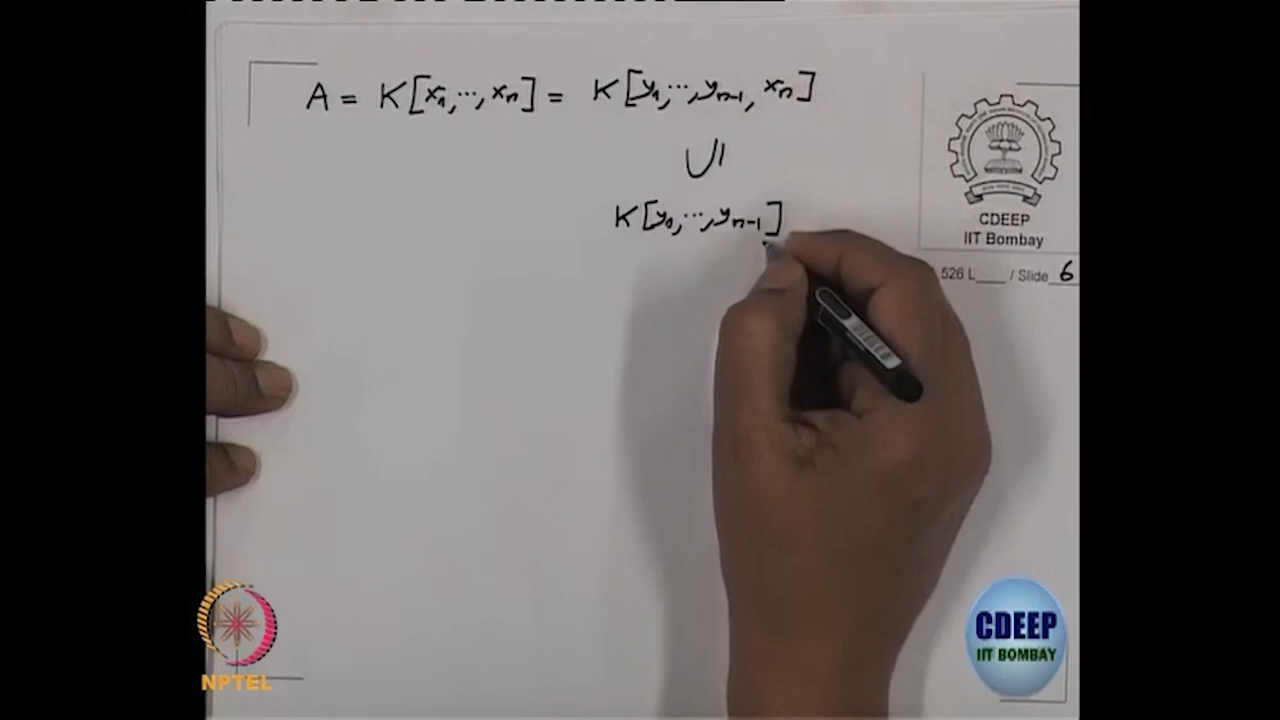 A = K[x₁,⋯,xₙ] = K[y₁,⋯,yₙ₋₁, xₙ]
∪|
K[y₀,⋯,yₙ₋₁]
CDEEP
IIT Bombay
526 L___ / Slide 6
NPTEL
CDEEP
IIT BOMBAY